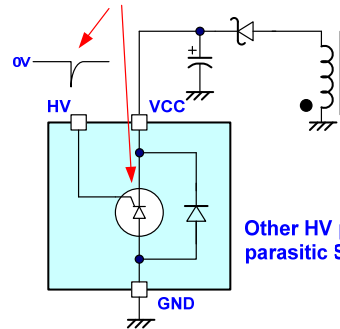 0V
HV
VCC
+
Other HV
parasitic
GND